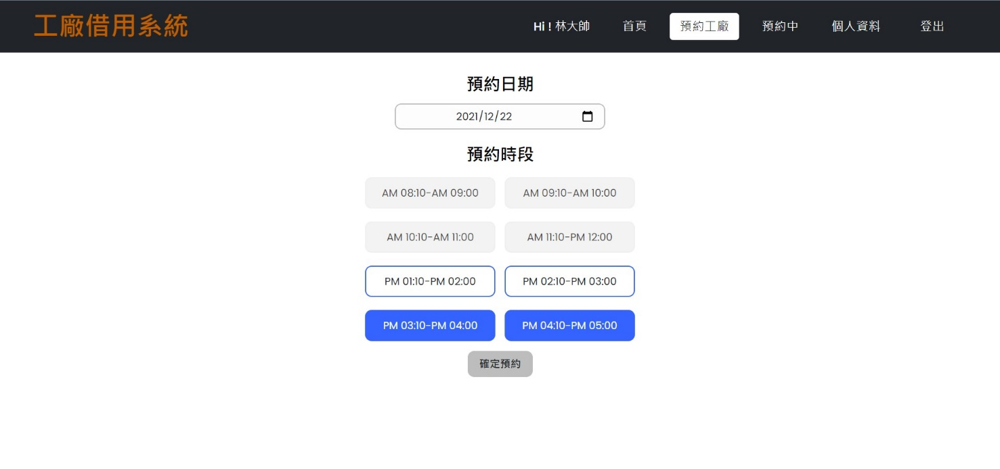 工廠借用系統
Hi ! 林大帥 首頁 預約工廠 預約中 個人資料 登出
預約日期
2021/12/22
預約時段
AM 08:10-AM 09:00 AM 09:10-AM 10:00
AM 10:10-AM 11:00 AM 11:10-PM 12:00
PM 01:10-PM 02:00 PM 02:10-PM 03:00
PM 03:10-PM 04:00 PM 04:10-PM 05:00
確定預約